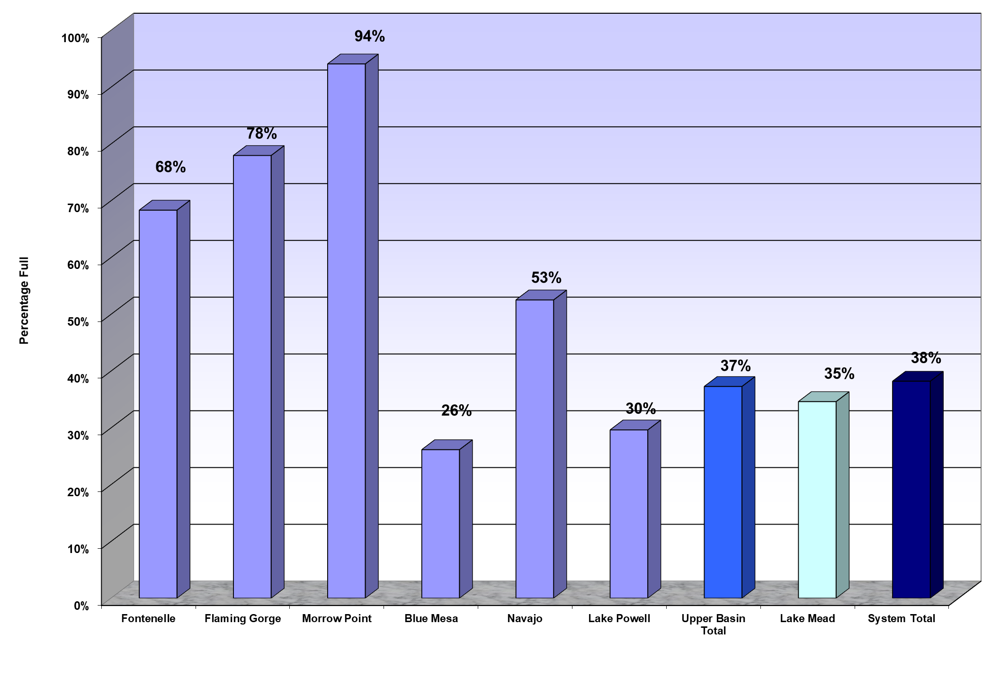 100%
90%
80%
70%
60%
50%
40%
30%
20%
10%
0%
Percentage Full
68%
78%
94%
26%
53%
30%
37%
35%
38%
Fontenelle
Flaming Gorge
Morrow Point
Blue Mesa
Navajo
Lake Powell
Upper Basin
Total
Lake Mead
System Total